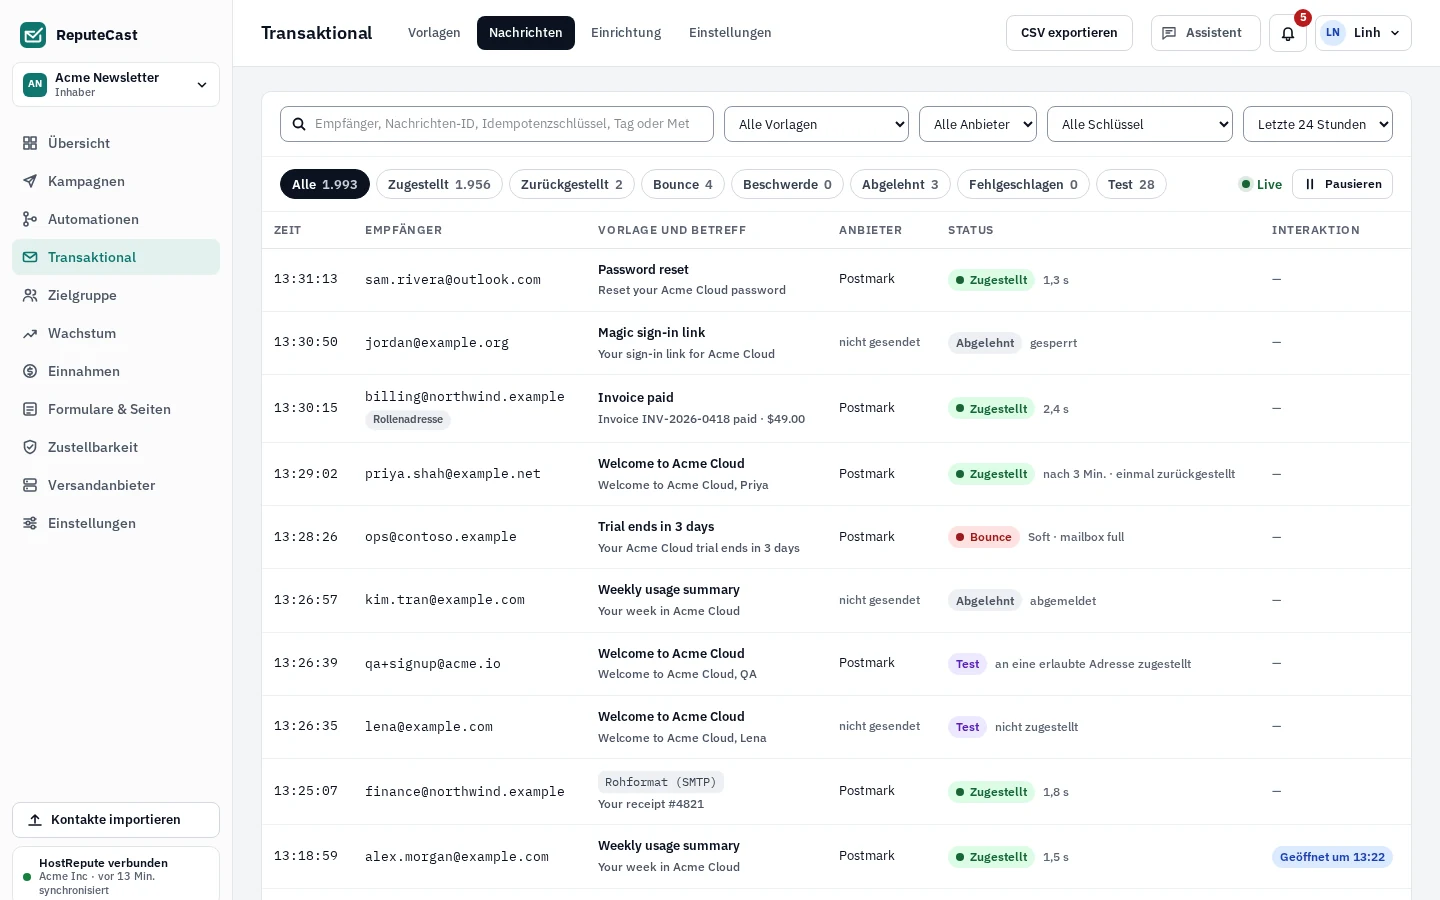 ReputeCast
AN
Acme Newsletter
Inhaber
Übersicht
Kampagnen
Automationen
Transaktional
Zielgruppe
Wachstum
Einnahmen
Formulare & Seiten
Zustellbarkeit
Versandanbieter
Einstellungen
Kontakte importieren
HostRepute verbunden
Acme Inc · vor 13 Min.
synchronisiert
Transaktional
Vorlagen
Nachrichten
Einrichtung
Einstellungen
CSV exportieren
Assistent
5
LN
Linh
Empfänger, Nachrichten-ID, Idempotenzschlüssel, Tag oder Met
Alle Vorlagen
Alle Anbieter
Alle Schlüssel
Letzte 24 Stunden
Alle 1.993
Zugestellt 1.956
Zurückgestellt 2
Bounce 4
Beschwerde 0
Abgelehnt 3
Fehlgeschlagen 0
Test 28
Live
Pausieren
ZEIT EMPFÄNGER VORLAGE UND BETREFF ANBIETER STATUS INTERAKTION
13:31:13 sam.rivera@outlook.com Password reset Postmark Zugestellt 1,3 s —
Reset your Acme Cloud password
13:30:50 jordan@example.org Magic sign-in link nicht gesendet Abgelehnt gesperrt —
Your sign-in link for Acme Cloud
13:30:15 billing@northwind.example Invoice paid Postmark Zugestellt 2,4 s —
Rollenadresse Invoice INV-2026-0418 paid · $49.00
13:29:02 priya.shah@example.net Welcome to Acme Cloud Postmark Zugestellt nach 3 Min. · einmal zurückgestellt —
Welcome to Acme Cloud, Priya
13:28:26 ops@contoso.example Trial ends in 3 days Postmark Bounce Soft · mailbox full —
Your Acme Cloud trial ends in 3 days
13:26:57 kim.tran@example.com Weekly usage summary nicht gesendet Abgelehnt abgemeldet —
Your week in Acme Cloud
13:26:39 qa+signup@acme.io Welcome to Acme Cloud Postmark Test an eine erlaubte Adresse zugestellt —
Welcome to Acme Cloud, QA
13:26:35 lena@example.com Welcome to Acme Cloud nicht gesendet Test nicht zugestellt —
Welcome to Acme Cloud, Lena
13:25:07 finance@northwind.example Rohformat (SMTP) Postmark Zugestellt 1,8 s —
Your receipt #4821
13:18:59 alex.morgan@example.com Weekly usage summary Postmark Zugestellt 1,5 s Geöffnet um 13:22
Your week in Acme Cloud